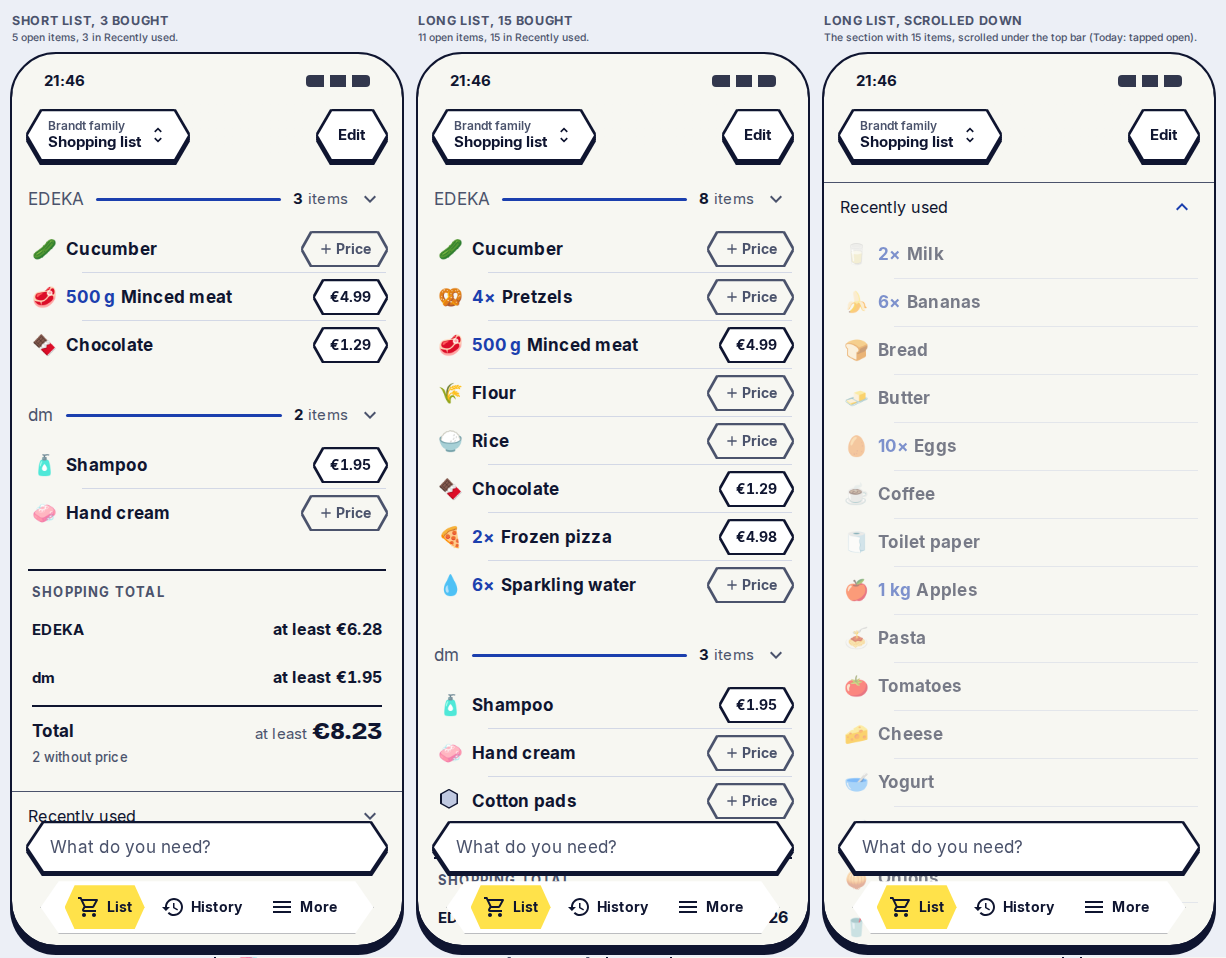 SHORT LIST, 3 BOUGHT
5 open items, 3 in Recently used.
21:46
Brandt family
Shopping list
Edit
EDEKA 3 items
Cucumber + Price
500 g Minced meat €4.99
Chocolate €1.29
dm 2 items
Shampoo €1.95
Hand cream + Price
SHOPPING TOTAL
EDEKA at least €6.28
dm at least €1.95
Total at least €8.23
2 without price
Recently used
What do you need?
List History More
LONG LIST, 15 BOUGHT
11 open items, 15 in Recently used.
21:46
Brandt family
Shopping list
Edit
EDEKA 8 items
Cucumber + Price
4× Pretzels + Price
500 g Minced meat €4.99
Flour + Price
Rice + Price
Chocolate €1.29
2× Frozen pizza €4.98
6× Sparkling water + Price
dm 3 items
Shampoo €1.95
Hand cream + Price
Cotton pads + Price
What do you need?
SHOPPING TOTAL
List History More
LONG LIST, SCROLLED DOWN
The section with 15 items, scrolled under the top bar (Today: tapped open).
21:46
Brandt family
Shopping list
Edit
Recently used
2× Milk
6× Bananas
Bread
Butter
10× Eggs
Coffee
Toilet paper
1 kg Apples
Pasta
Tomatoes
Cheese
Yogurt
What do you need?
Onions
List History More